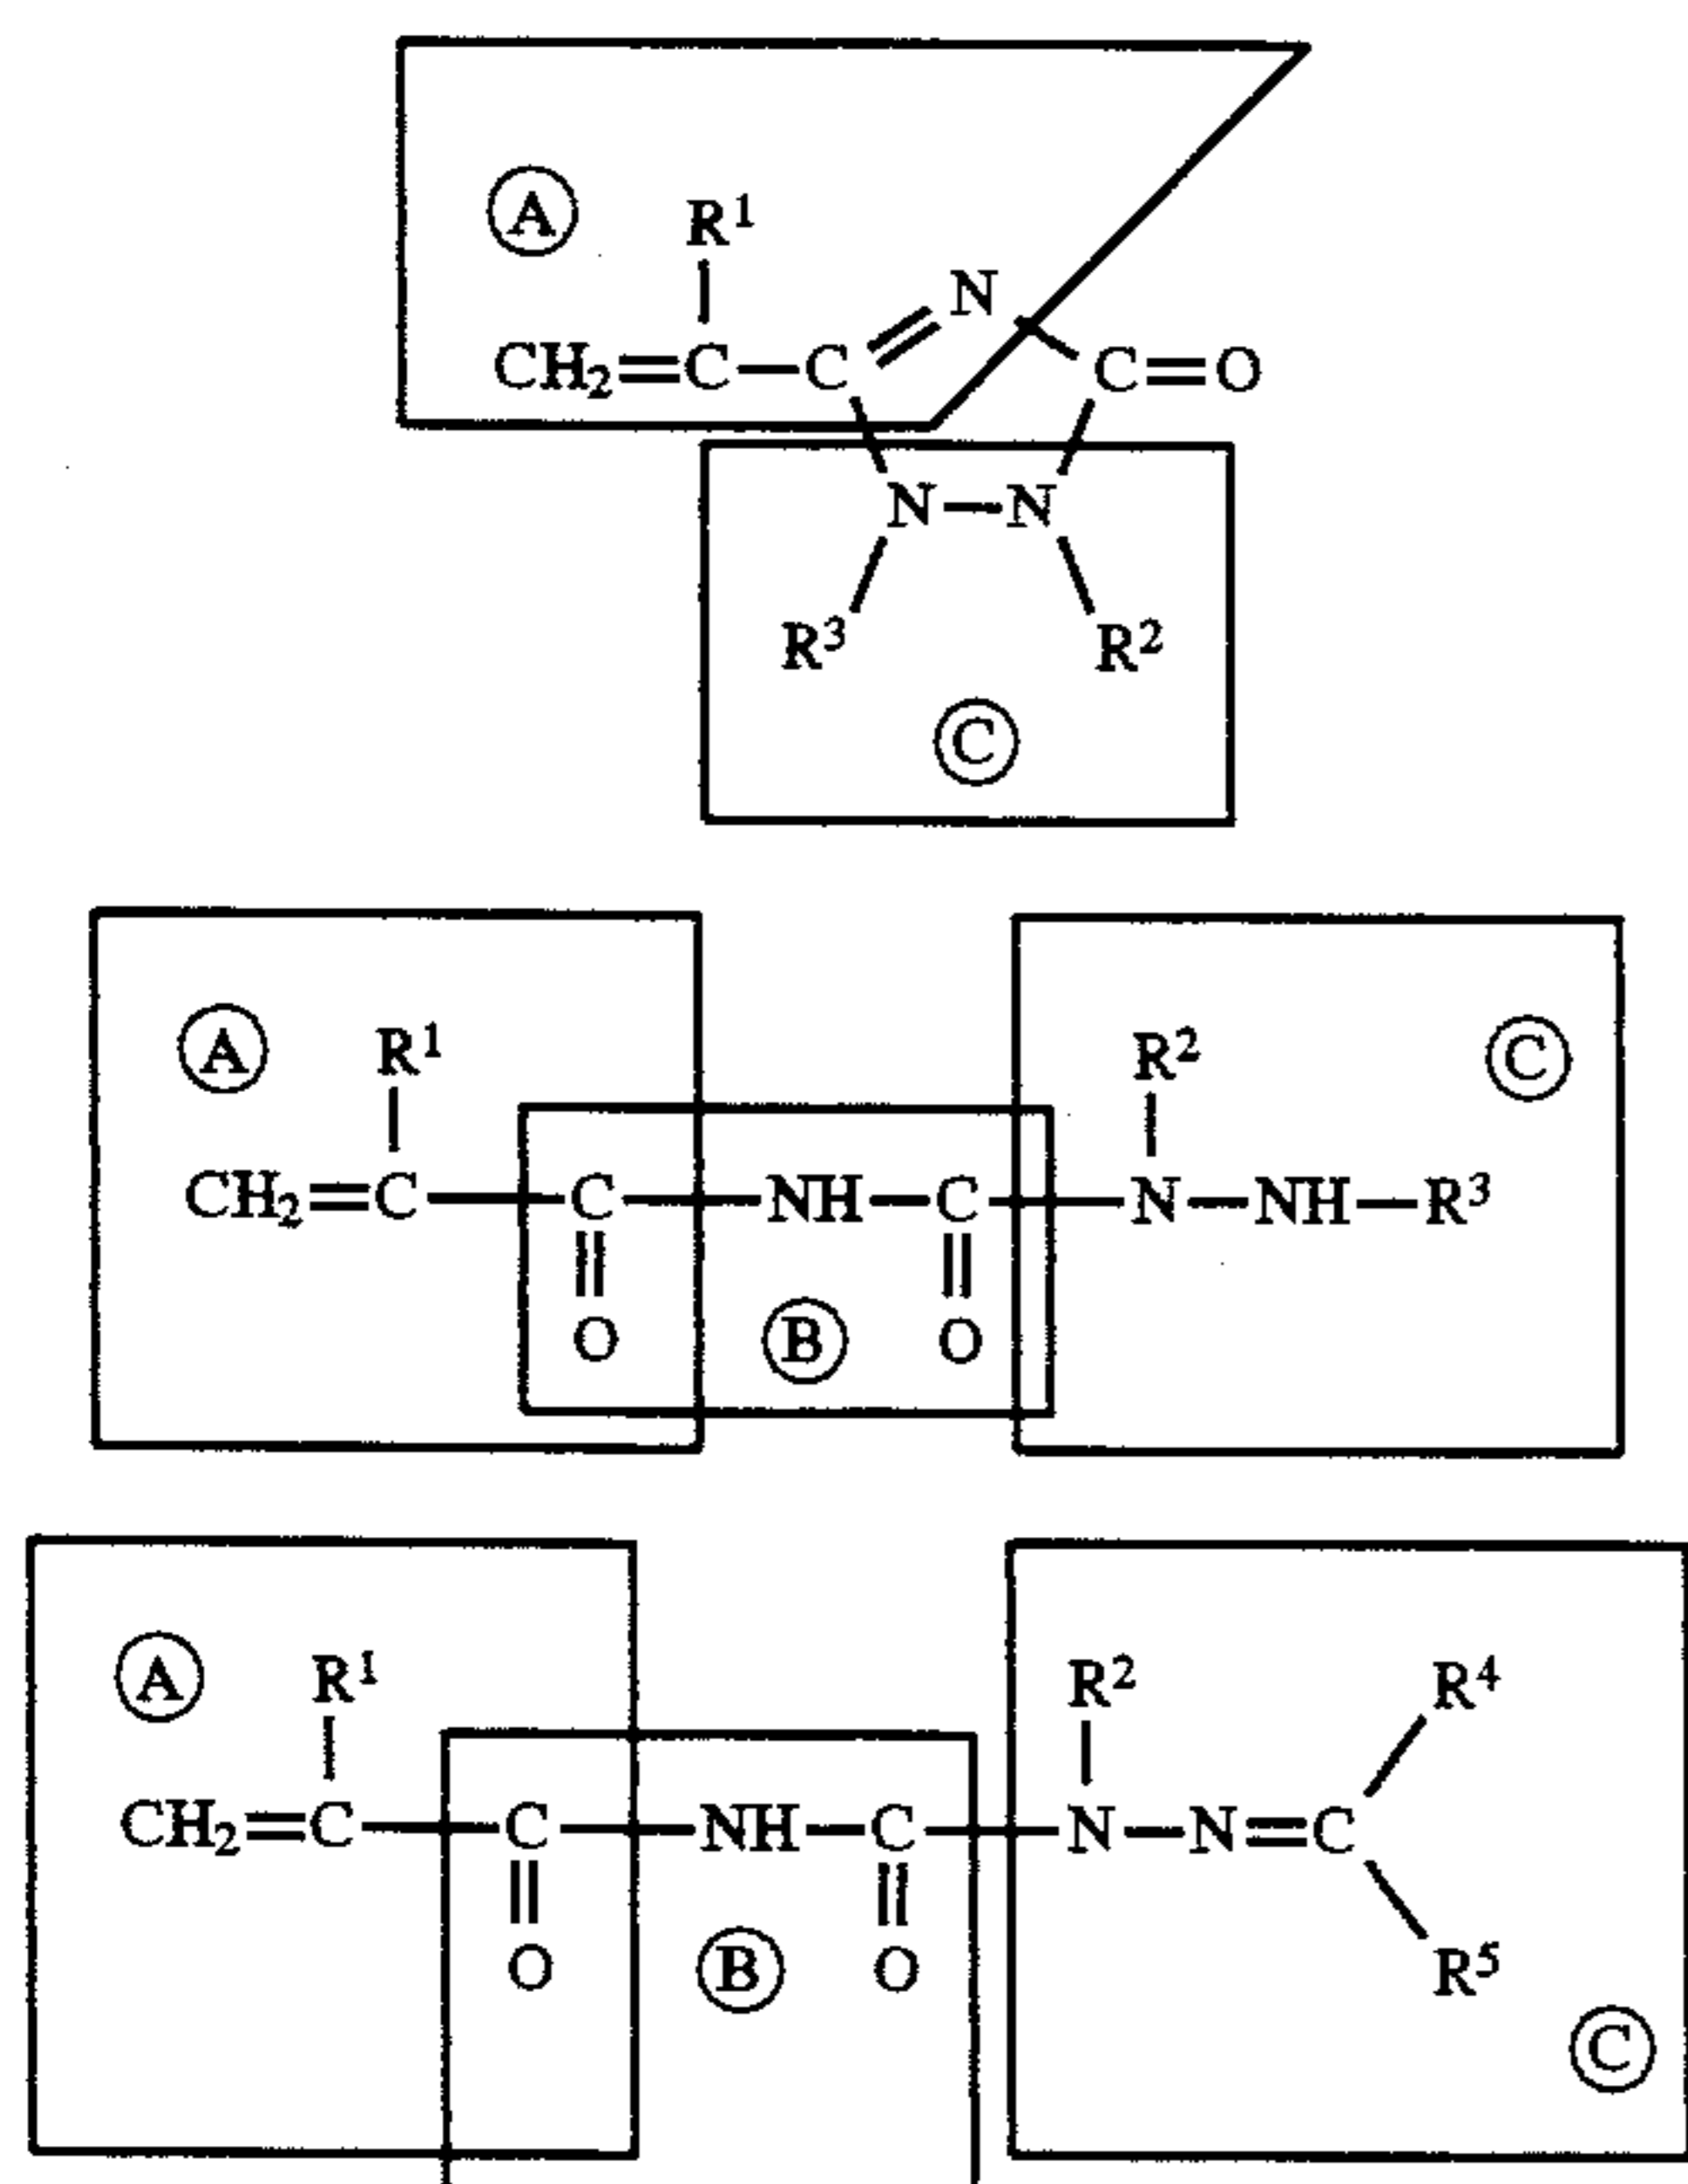 Ⓐ R¹
N
CH₂=C—C C=O
N—N
R³ R²
Ⓒ
Ⓐ R¹ R² Ⓒ
CH₂=C—C—NH—C—N—NH—R³
O Ⓑ O
Ⓐ R¹ R² R⁴
CH₂=C—C—NH—C—N—N=C
O Ⓑ O R⁵
Ⓒ